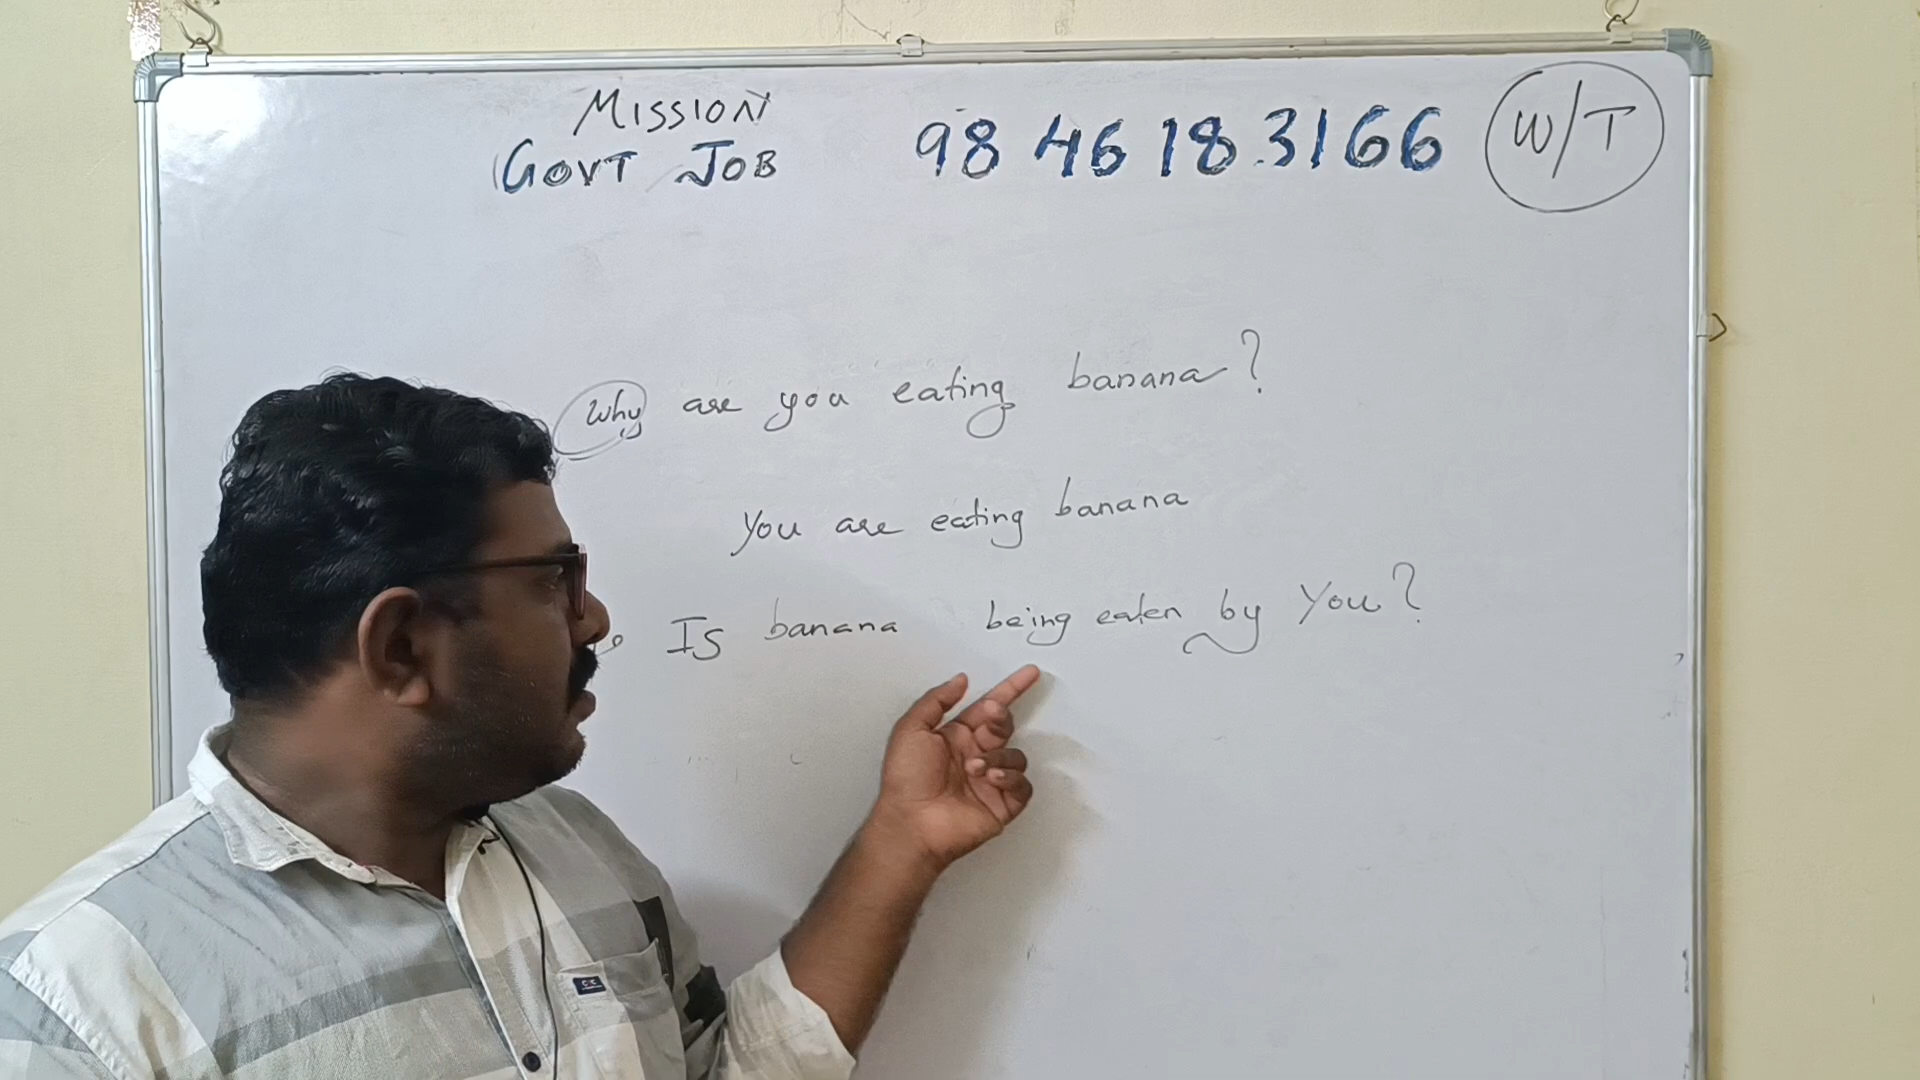 MISSION
GOVT JOB
98 46 18 3166
W/T
Why are you eating banana?
You are eating banana
Is banana being eaten by You?